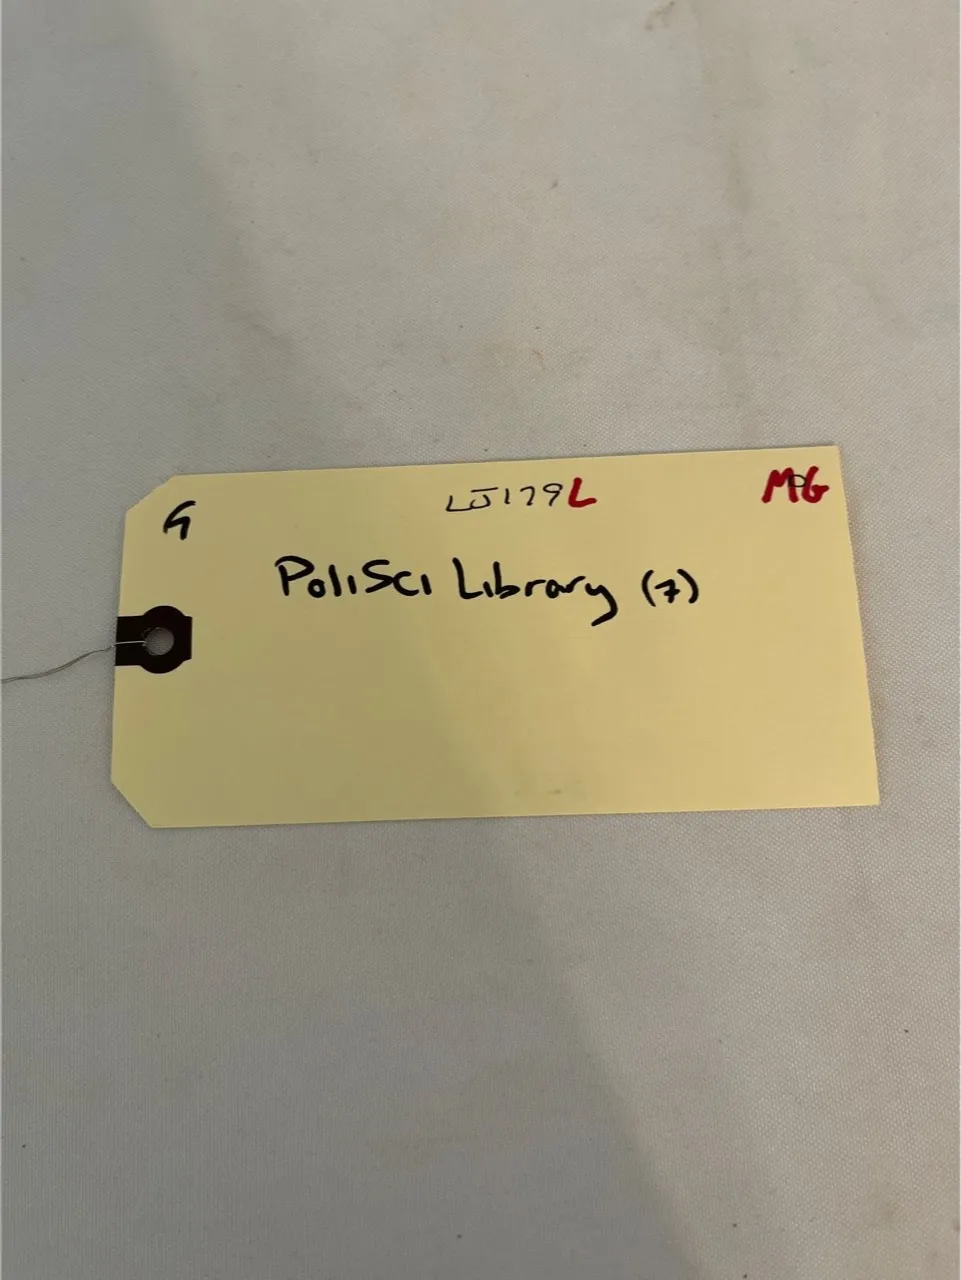 G LJ179L MG
PoliSci Library (7)